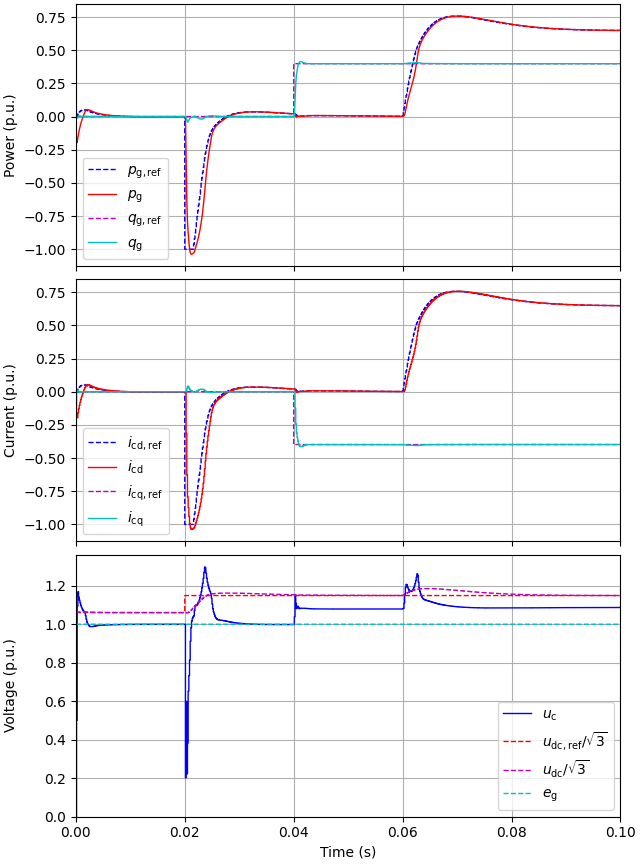 0.75
0.50
0.25
0.00
−0.25
−0.50
−0.75
−1.00
Power (p.u.)
p_g,ref
p_g
q_g,ref
q_g
0.75
0.50
0.25
0.00
−0.25
−0.50
−0.75
−1.00
Current (p.u.)
i_cd,ref
i_cd
i_cq,ref
i_cq
1.2
1.0
0.8
0.6
0.4
0.2
0.0
Voltage (p.u.)
u_c
u_dc,ref/√3
u_dc/√3
e_g
0.00 0.02 0.04 0.06 0.08 0.10
Time (s)